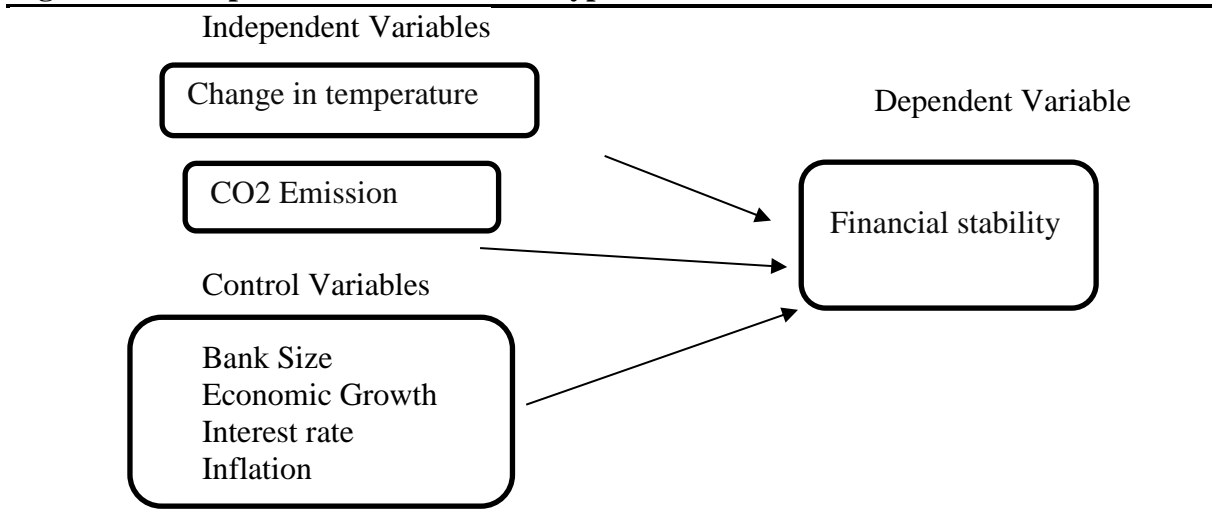 Independent Variables
Change in temperature
Dependent Variable
CO2 Emission
Financial stability
Control Variables
Bank Size
Economic Growth
Interest rate
Inflation